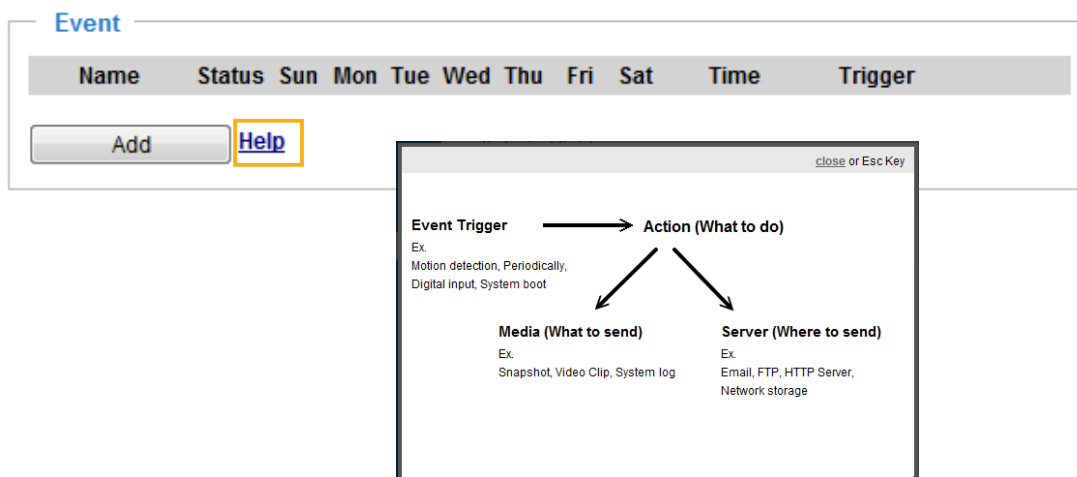 Event
Name Status Sun Mon Tue Wed Thu Fri Sat Time Trigger
Add Help
close or Esc Key
Event Trigger
Ex.
Motion detection, Periodically,
Digital input, System boot
Action (What to do)
Media (What to send)
Ex.
Snapshot, Video Clip, System log
Server (Where to send)
Ex.
Email, FTP, HTTP Server,
Network storage